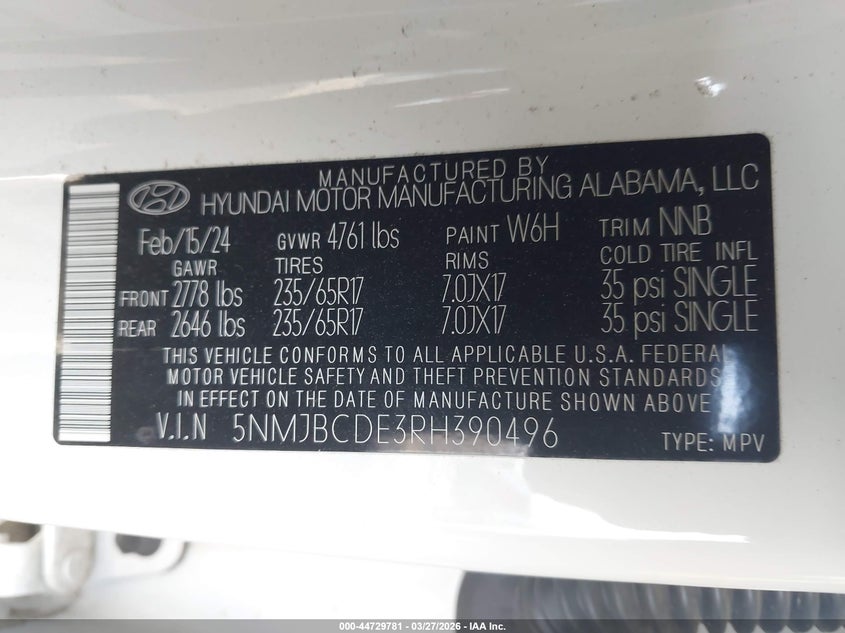 MANUFACTURED BY
HYUNDAI MOTOR MANUFACTURING ALABAMA, LLC
Feb/15/24 GVWR 4761 lbs PAINT W6H TRIM NNB
GAWR TIRES RIMS COLD TIRE INFL
FRONT 2778 lbs 235/65R17 7.0JX17 35 psi SINGLE
REAR 2646 lbs 235/65R17 7.0JX17 35 psi SINGLE
THIS VEHICLE CONFORMS TO ALL APPLICABLE U.S.A. FEDERAL
MOTOR VEHICLE SAFETY AND THEFT PREVENTION STANDARDS
IN EFFECT ON THE DATE OF MANUFACTURE SHOWN ABOVE
V.I.N 5NMJBCDE3RH390496 TYPE: MPV
000-44729781 - 03/27/2026 - IAA Inc.